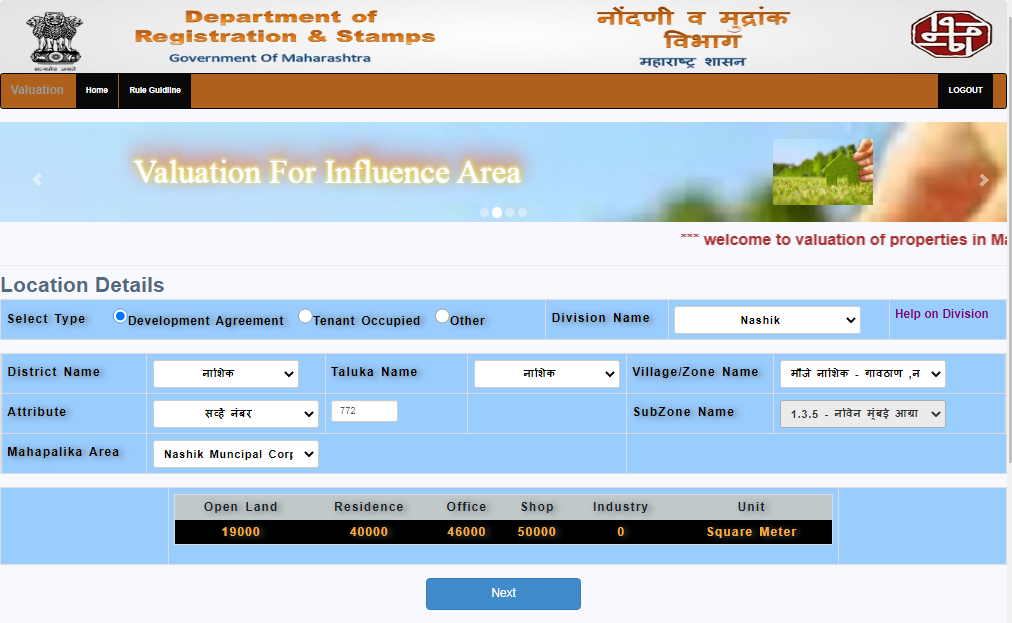 Department of
Registration & Stamps
Government Of Maharashtra
नोंदणी व मुद्रांक
विभाग
महाराष्ट्र शासन
सत्यमेव जयते
Valuation Home Rule Guidline LOGOUT
Valuation For Influence Area
*** welcome to valuation of properties in Ma
Location Details
Select Type Development Agreement Tenant Occupied Other Division Name Nashik Help on Division
District Name नाशिक Taluka Name नाशिक Village/Zone Name मौजे नाशिक - गावठाण ,न
Attribute सर्व्हे नंबर 772 SubZone Name 1.3.5 - नविन मूंबई आग्रा
Mahapalika Area Nashik Muncipal Corp
Open Land Residence Office Shop Industry Unit
19000 40000 46000 50000 0 Square Meter
Next